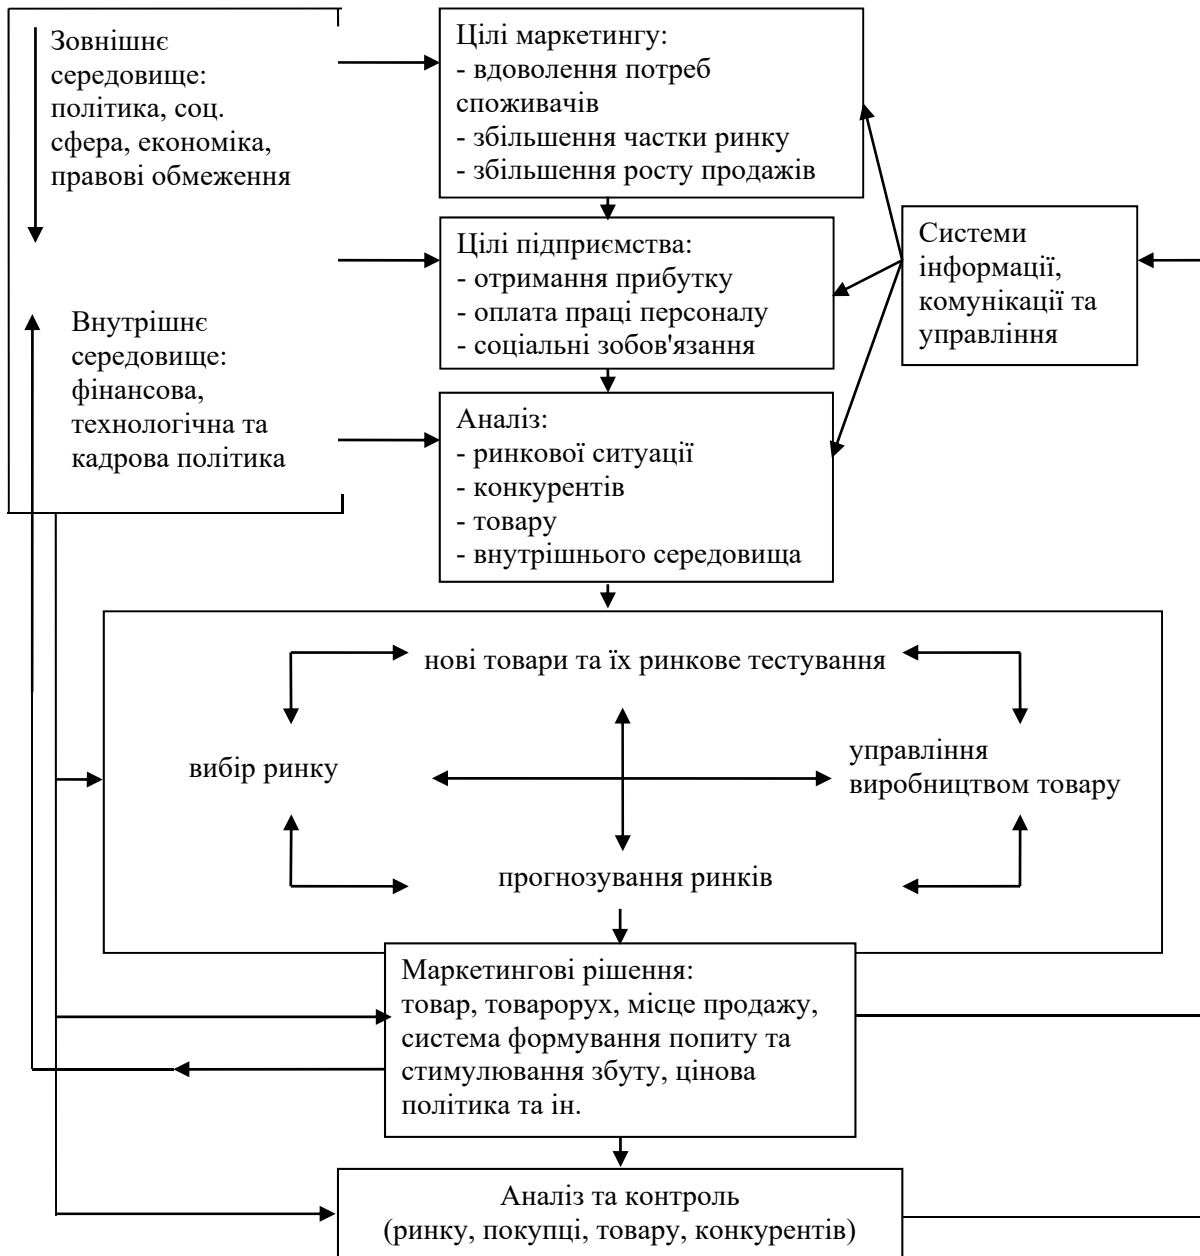 Зовнішнє
середовище:
політика, соц.
сфера, економіка,
правові обмеження
Внутрішнє
середовище:
фінансова,
технологічна та
кадрова політика
Цілі маркетингу:
- вдоволення потреб
споживачів
- збільшення частки ринку
- збільшення росту продажів
Цілі підприємства:
- отримання прибутку
- оплата праці персоналу
- соціальні зобов'язання
Аналіз:
- ринкової ситуації
- конкурентів
- товару
- внутрішнього середовища
Системи
інформації,
комунікації та
управління
нові товари та їх ринкове тестування
вибір ринку
управління
виробництвом товару
прогнозування ринків
Маркетингові рішення:
товар, товарорух, місце продажу,
система формування попиту та
стимулювання збуту, цінова
політика та ін.
Аналіз та контроль
(ринку, покупці, товару, конкурентів)